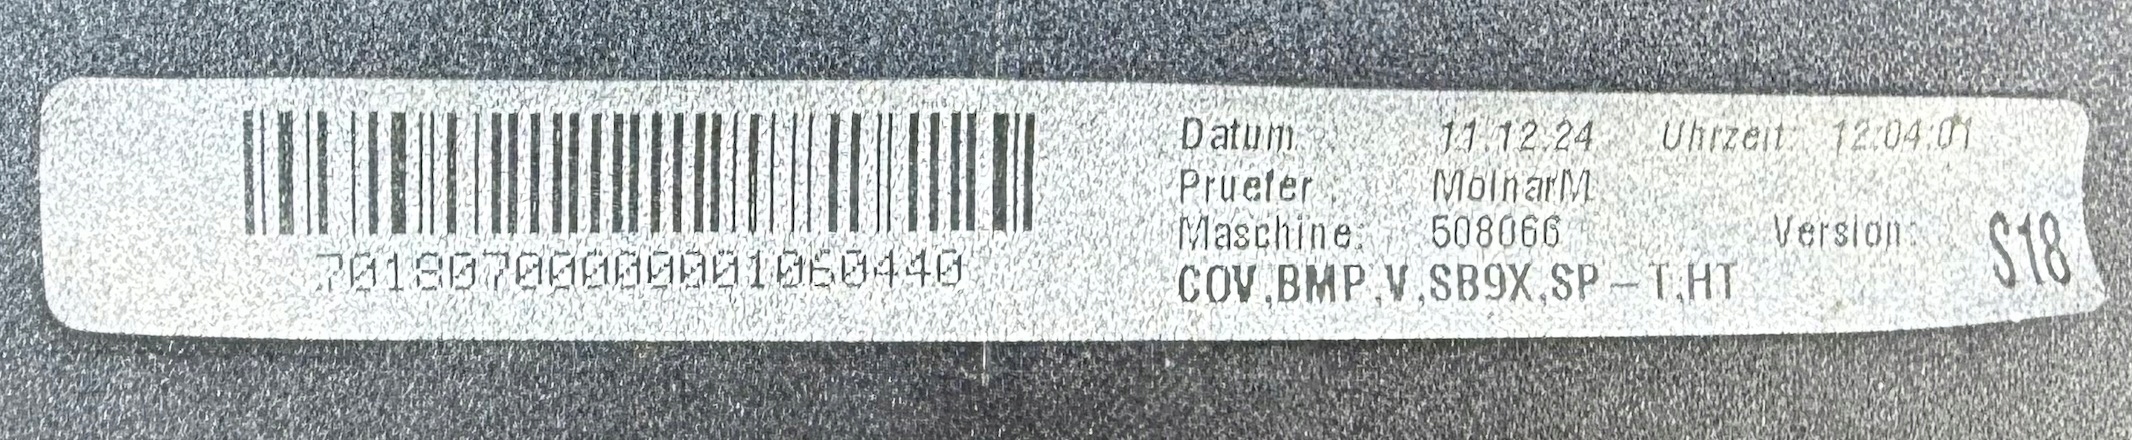 7018070000001060440
Datum : 11.12.24 Uhrzeit: 12:04:01
Pruefer : MolnarM
Maschine: 508066 Version: S18
COV,BMP,V,SB9X,SP-T,HT